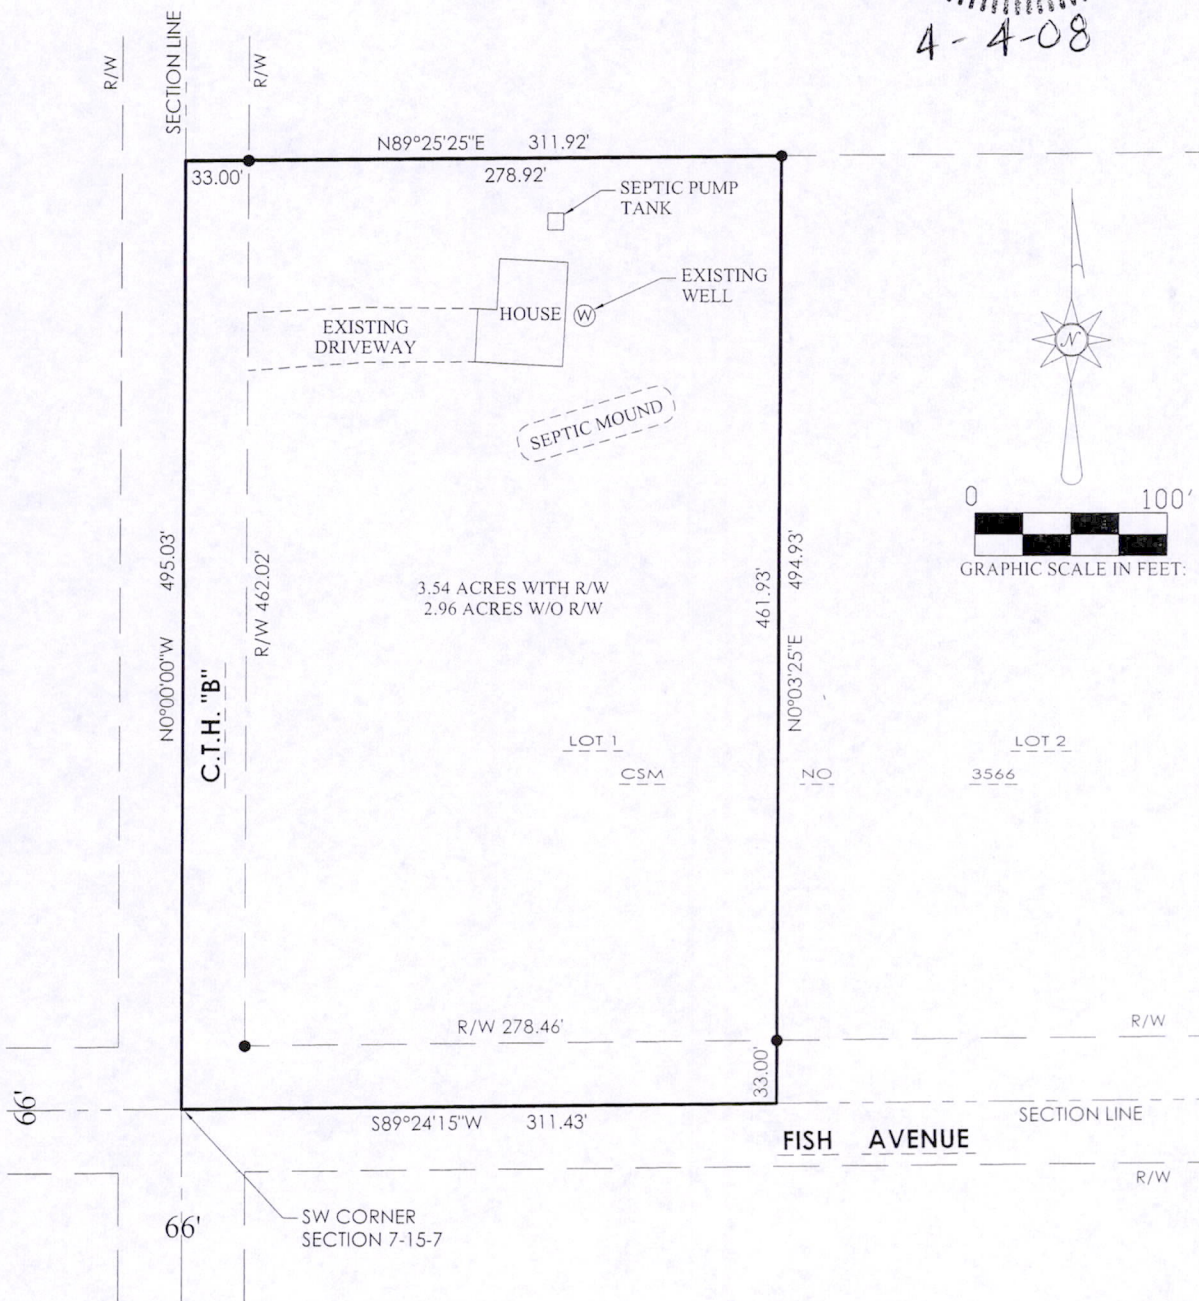 4-4-08
R/W
SECTION LINE
R/W
N89°25'25"E 311.92'
33.00'
278.92'
SEPTIC PUMP
TANK
EXISTING
WELL
HOUSE
W
EXISTING
DRIVEWAY
SEPTIC MOUND
N
0 100'
GRAPHIC SCALE IN FEET:
N0°00'00"W 495.03'
R/W 462.02'
C.T.H. "B"
3.54 ACRES WITH R/W
2.96 ACRES W/O R/W
461.93'
N0°03'25"E 494.93'
LOT 1
LOT 2
CSM NO 3566
R/W 278.46'
R/W
33.00'
66'
S89°24'15"W 311.43'
SECTION LINE
FISH AVENUE
R/W
66'
SW CORNER
SECTION 7-15-7